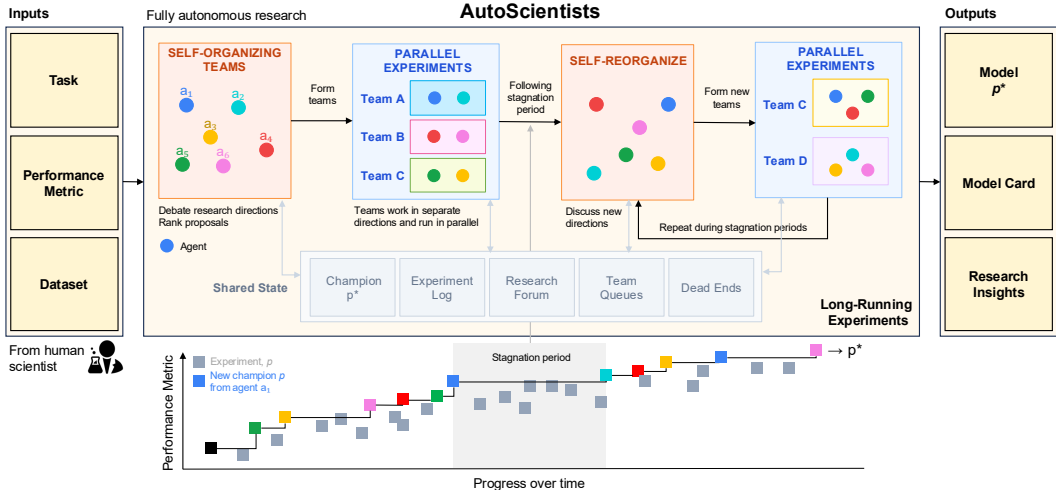 Inputs
Fully autonomous research
AutoScientists
Outputs
Task
Performance
Metric
Dataset
From human
scientist
SELF-ORGANIZING
TEAMS
a1
a2
a3
a4
a5
a6
Debate research directions
Rank proposals
Agent
Form
teams
PARALLEL
EXPERIMENTS
Team A
Team B
Team C
Teams work in separate
directions and run in parallel
Following
stagnation
period
SELF-REORGANIZE
Discuss new
directions
Form new
teams
PARALLEL
EXPERIMENTS
Team C
Team D
Repeat during stagnation periods
Shared State
Champion
p*
Experiment
Log
Research
Forum
Team
Queues
Dead Ends
Long-Running
Experiments
Model
p*
Model Card
Research
Insights
Performance Metric
Experiment, p
New champion p
from agent a1
Stagnation period
→ p*
Progress over time